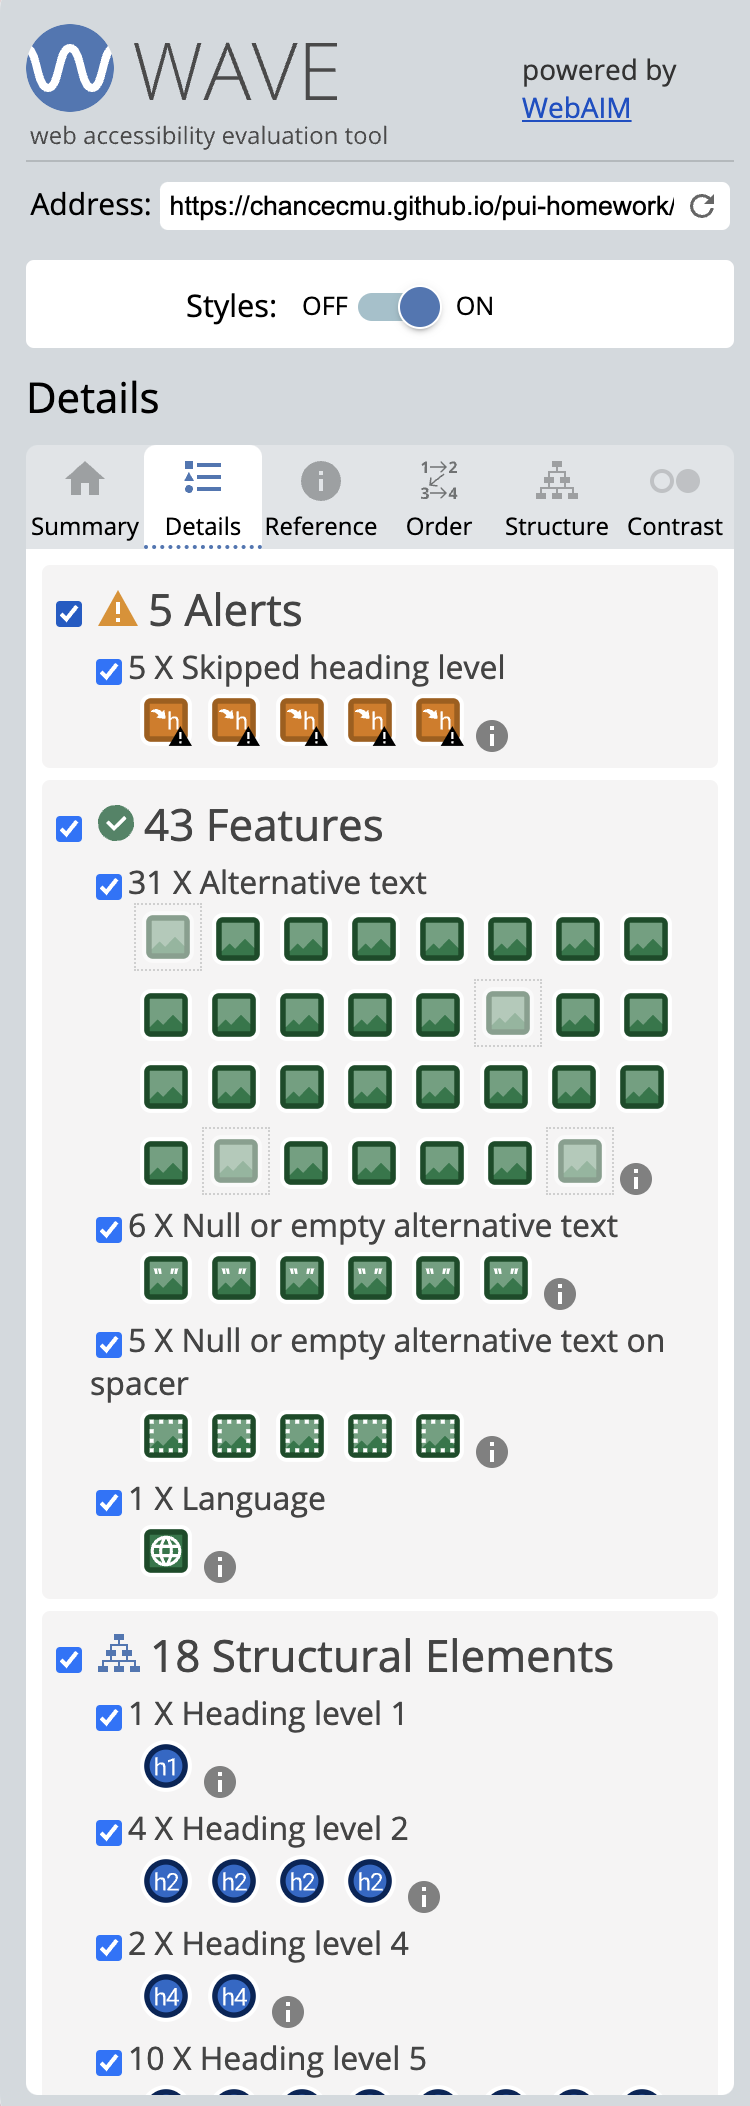 WAVE
web accessibility evaluation tool
powered by
WebAIM
Address: https://chancecmu.github.io/pui-homework/
Styles: OFF ON
Details
1→2
3→4
Summary Details Reference Order Structure Contrast
5 Alerts
5 X Skipped heading level
h h h h h
43 Features
31 X Alternative text
6 X Null or empty alternative text
5 X Null or empty alternative text on
spacer
1 X Language
18 Structural Elements
1 X Heading level 1
h1
4 X Heading level 2
h2 h2 h2 h2
2 X Heading level 4
h4 h4
10 X Heading level 5